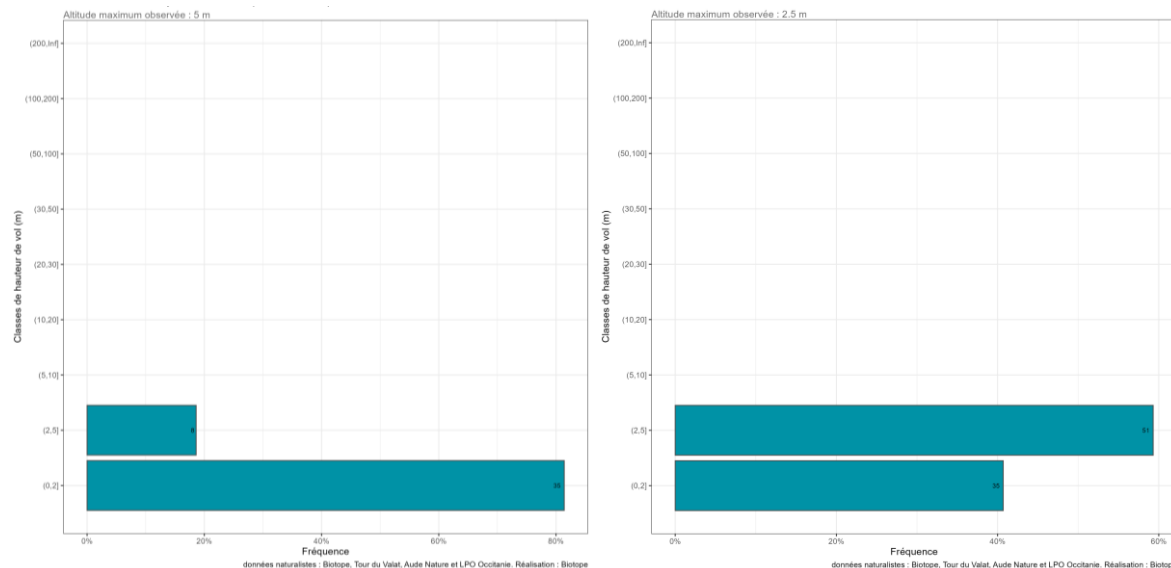 Altitude maximum observée : 5 m
Classes de hauteur de vol (m)
(200,Inf]
(100,200]
(50,100]
(30,50]
(20,30]
(10,20]
(5,10]
(2,5]
8
(0,2]
35
0%
20%
40%
60%
80%
Fréquence
données naturalistes : Biotope, Tour du Valat, Aude Nature et LPO Occitanie. Réalisation : Biotope
Altitude maximum observée : 2.5 m
Classes de hauteur de vol (m)
(200,Inf]
(100,200]
(50,100]
(30,50]
(20,30]
(10,20]
(5,10]
(2,5]
51
(0,2]
35
0%
20%
40%
60%
Fréquence
données naturalistes : Biotope, Tour du Valat, Aude Nature et LPO Occitanie. Réalisation : Biotop